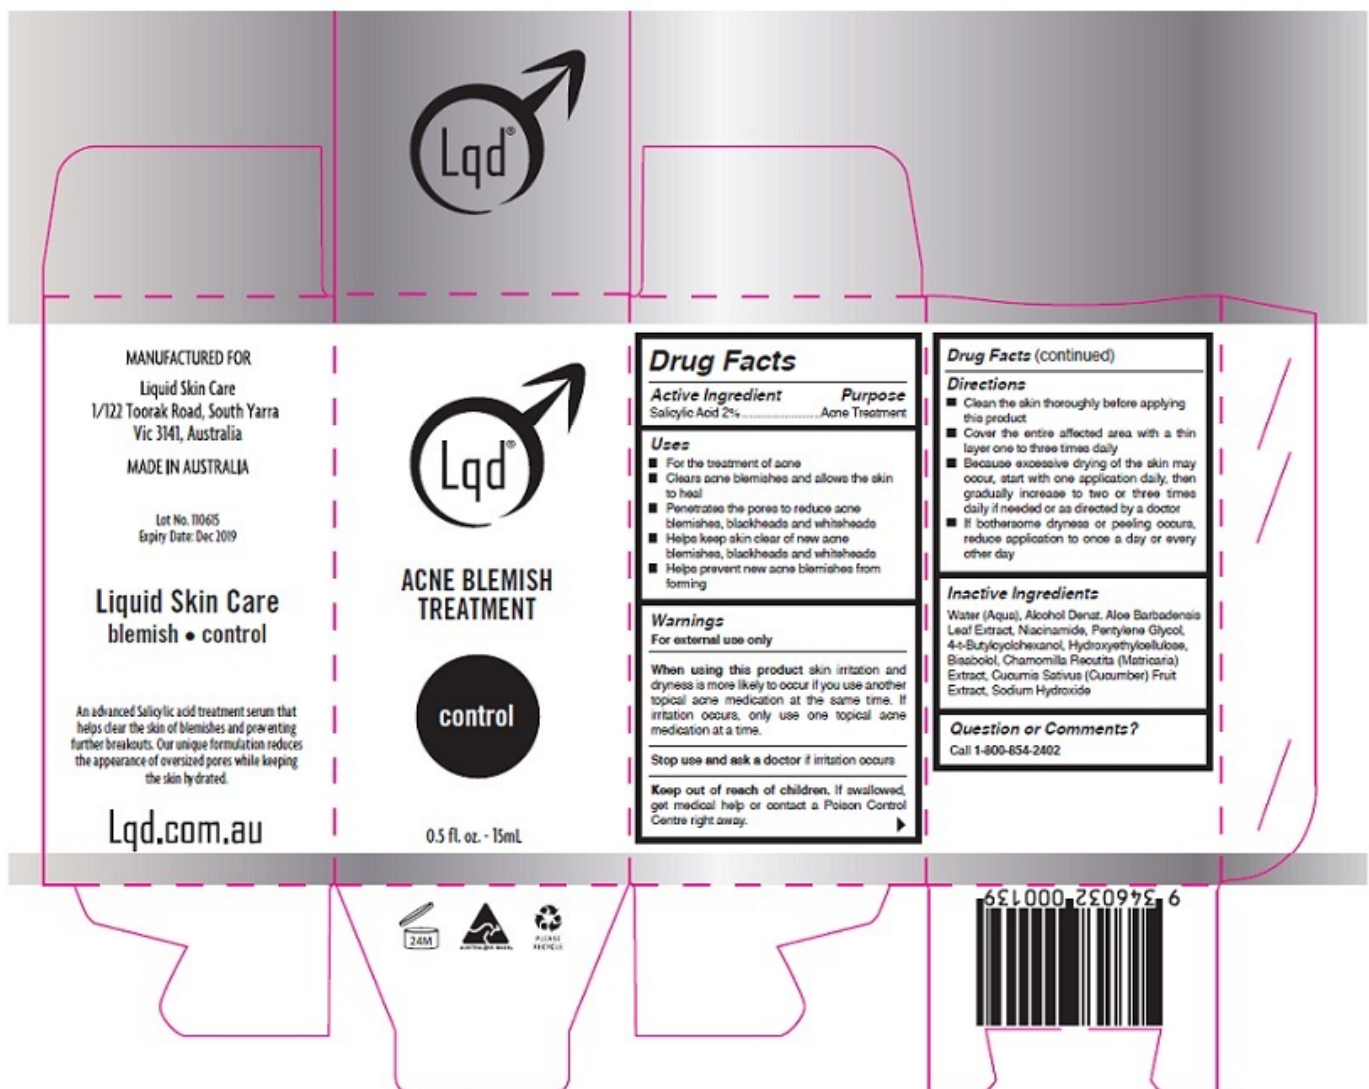 Lqd®
MANUFACTURED FOR
Liquid Skin Care
1/122 Toorak Road, South Yarra
Vic 3141, Australia
MADE IN AUSTRALIA
Lot No. 110615
Expiry Date: Dec 2019
Liquid Skin Care
blemish • control
An advanced Salicylic acid treatment serum that
helps clear the skin of blemishes and preventing
further breakouts. Our unique formulation reduces
the appearance of oversized pores while keeping
the skin hydrated.
Lqd.com.au
Lqd®
ACNE BLEMISH
TREATMENT
control
0.5 fl. oz. - 15mL
Drug Facts
Active Ingredient Purpose
Salicylic Acid 2%........................Acne Treatment
Uses
■ For the treatment of acne
■ Clears acne blemishes and allows the skin
to heal
■ Penetrates the pores to reduce acne
blemishes, blackheads and whiteheads
■ Helps keep skin clear of new acne
blemishes, blackheads and whiteheads
■ Helps prevent new acne blemishes from
forming
Warnings
For external use only
When using this product skin irritation and
dryness is more likely to occur if you use another
topical acne medication at the same time. If
irritation occurs, only use one topical acne
medication at a time.
Stop use and ask a doctor if irritation occurs
Keep out of reach of children. If swallowed,
get medical help or contact a Poison Control
Centre right away.
Drug Facts (continued)
Directions
■ Clean the skin thoroughly before applying
this product
■ Cover the entire affected area with a thin
layer one to three times daily
■ Because excessive drying of the skin may
occur, start with one application daily, then
gradually increase to two or three times
daily if needed or as directed by a doctor
■ If bothersome dryness or peeling occurs,
reduce application to once a day or every
other day
Inactive Ingredients
Water (Aqua), Alcohol Denat. Aloe Barbadensis
Leaf Extract, Niacinamide, Pentylene Glycol,
4-t-Butylcyclohexanol, Hydroxyethylcellulose,
Bisabolol, Chamomilla Recutita (Matricaria)
Extract, Cucumis Sativus (Cucumber) Fruit
Extract, Sodium Hydroxide
Question or Comments?
Call 1-800-854-2402
24M
AUSTRALIAN MADE
PLEASE
RECYCLE
9 346032 000139